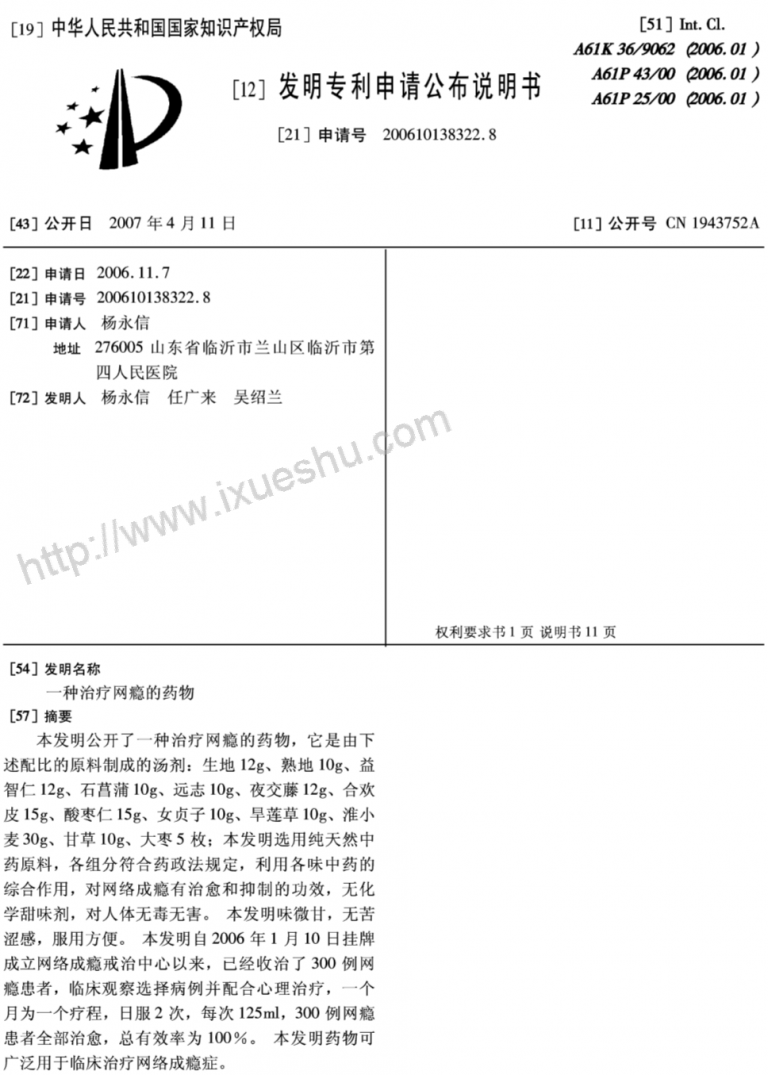 [19] 中华人民共和国国家知识产权局
[51] Int. Cl.
A61K 36/9062 (2006.01)
A61P 43/00 (2006.01)
A61P 25/00 (2006.01)
[12] 发明专利申请公布说明书
[21] 申请号 200610138322.8
[43] 公开日 2007 年 4 月 11 日
[11] 公开号 CN 1943752A
[22] 申请日 2006.11.7
[21] 申请号 200610138322.8
[71] 申请人 杨永信
地址 276005 山东省临沂市兰山区临沂市第
四人民医院
[72] 发明人 杨永信 任广来 吴绍兰
http://www.ixueshu.com
权利要求书 1 页 说明书 11 页
[54] 发明名称
一种治疗网瘾的药物
[57] 摘要
本发明公开了一种治疗网瘾的药物，它是由下
述配比的原料制成的汤剂：生地 12g、熟地 10g、益
智仁 12g、石菖蒲 10g、远志 10g、夜交藤 12g、合欢
皮 15g、酸枣仁 15g、女贞子 10g、旱莲草 10g、淮小
麦 30g、甘草 10g、大枣 5 枚；本发明选用纯天然中
药原料，各组分符合药政法规定，利用各味中药的
综合作用，对网络成瘾有治愈和抑制的功效，无化
学甜味剂，对人体无毒无害。 本发明味微甘，无苦
涩感，服用方便。 本发明自 2006 年 1 月 10 日挂牌
成立网络成瘾戒治中心以来，已经收治了 300 例网
瘾患者，临床观察选择病例并配合心理治疗，一个
月为一个疗程，日服 2 次，每次 125ml，300 例网瘾
患者全部治愈，总有效率为 100%。 本发明药物可
广泛用于临床治疗网络成瘾症。